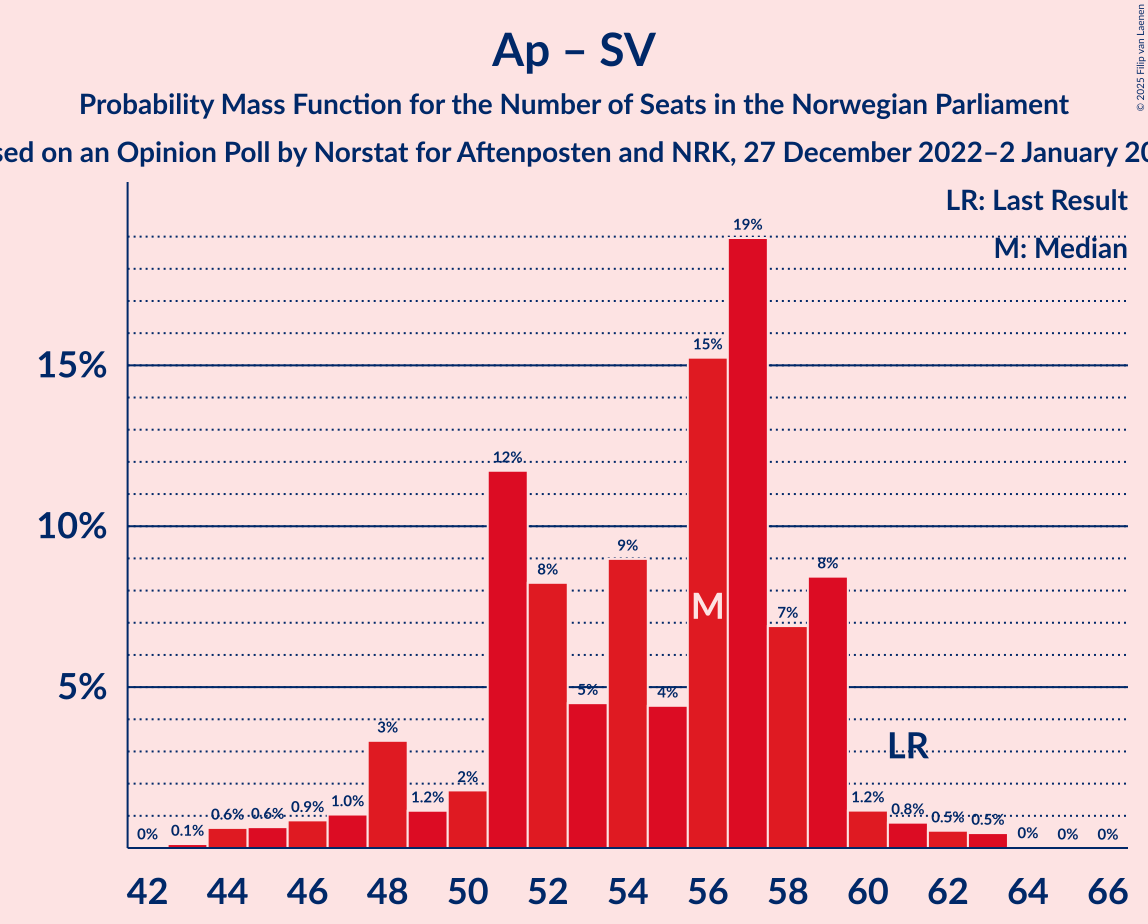 Ap – SV
Probability Mass Function for the Number of Seats in the Norwegian Parliament
on an Opinion Poll by Norstat for Aftenposten and NRK, 27 December 2022–2 January
© 2025 Filip van Laenen
LR: Last Result
M: Median
15%
10%
5%
0% 0.1% 0.6% 0.6% 0.9% 1.0% 3% 1.2% 2% 12% 8% 5% 9% 4% 15% 19% 7% 8% 1.2% 0.8% 0.5% 0.5% 0% 0% 0%
M
LR
42 44 46 48 50 52 54 56 58 60 62 64 66